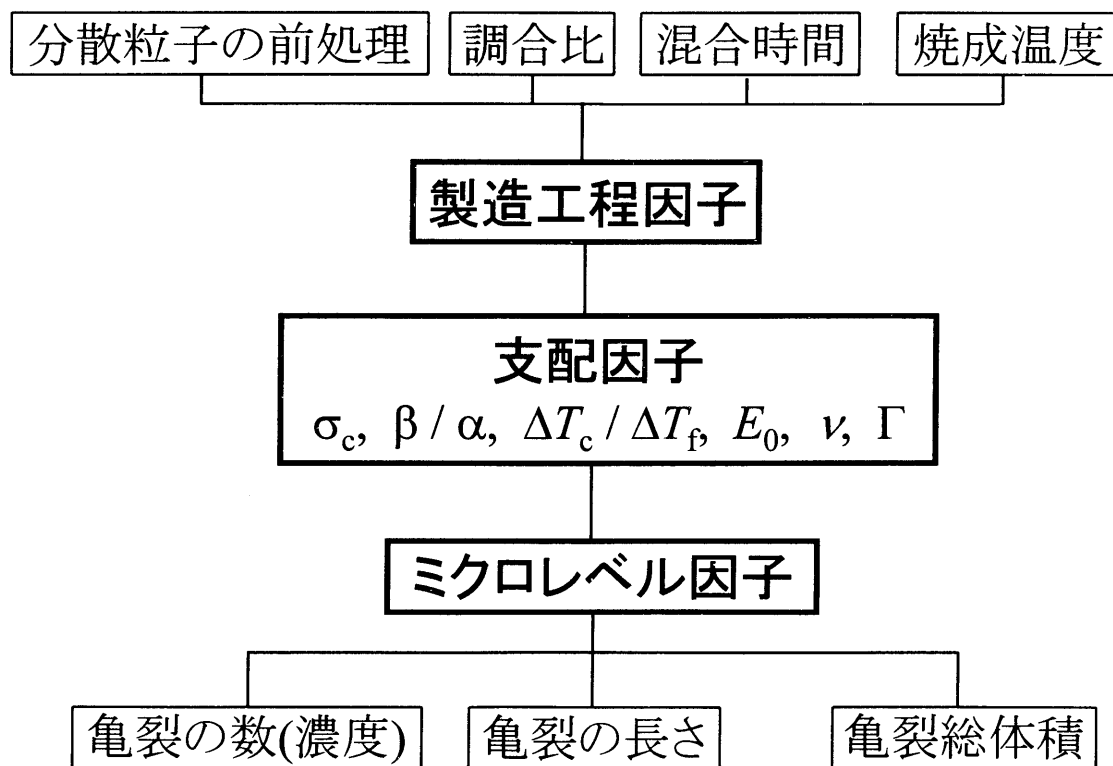 分散粒子の前処理
調合比
混合時間
焼成温度
製造工程因子
支配因子
σc, β / α, ΔTc / ΔTf, E0, ν, Γ
ミクロレベル因子
亀裂の数(濃度)
亀裂の長さ
亀裂総体積